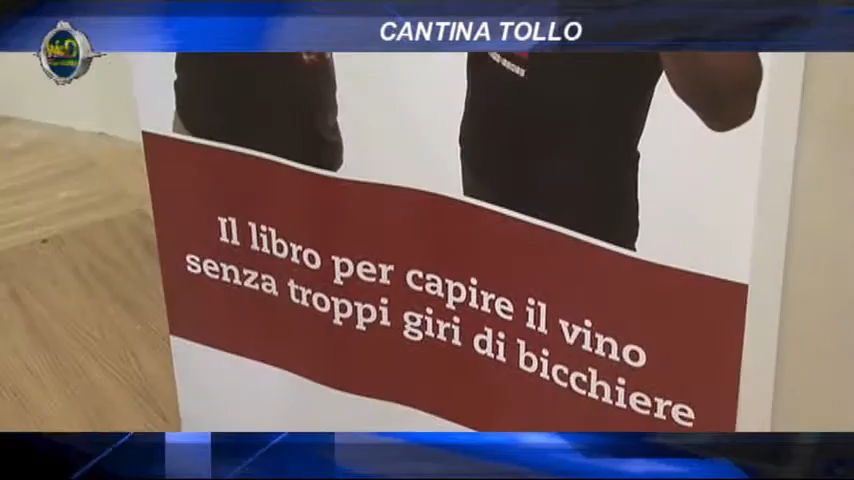 CANTINA TOLLO
Il libro per capire il vino
senza troppi giri di bicchiere